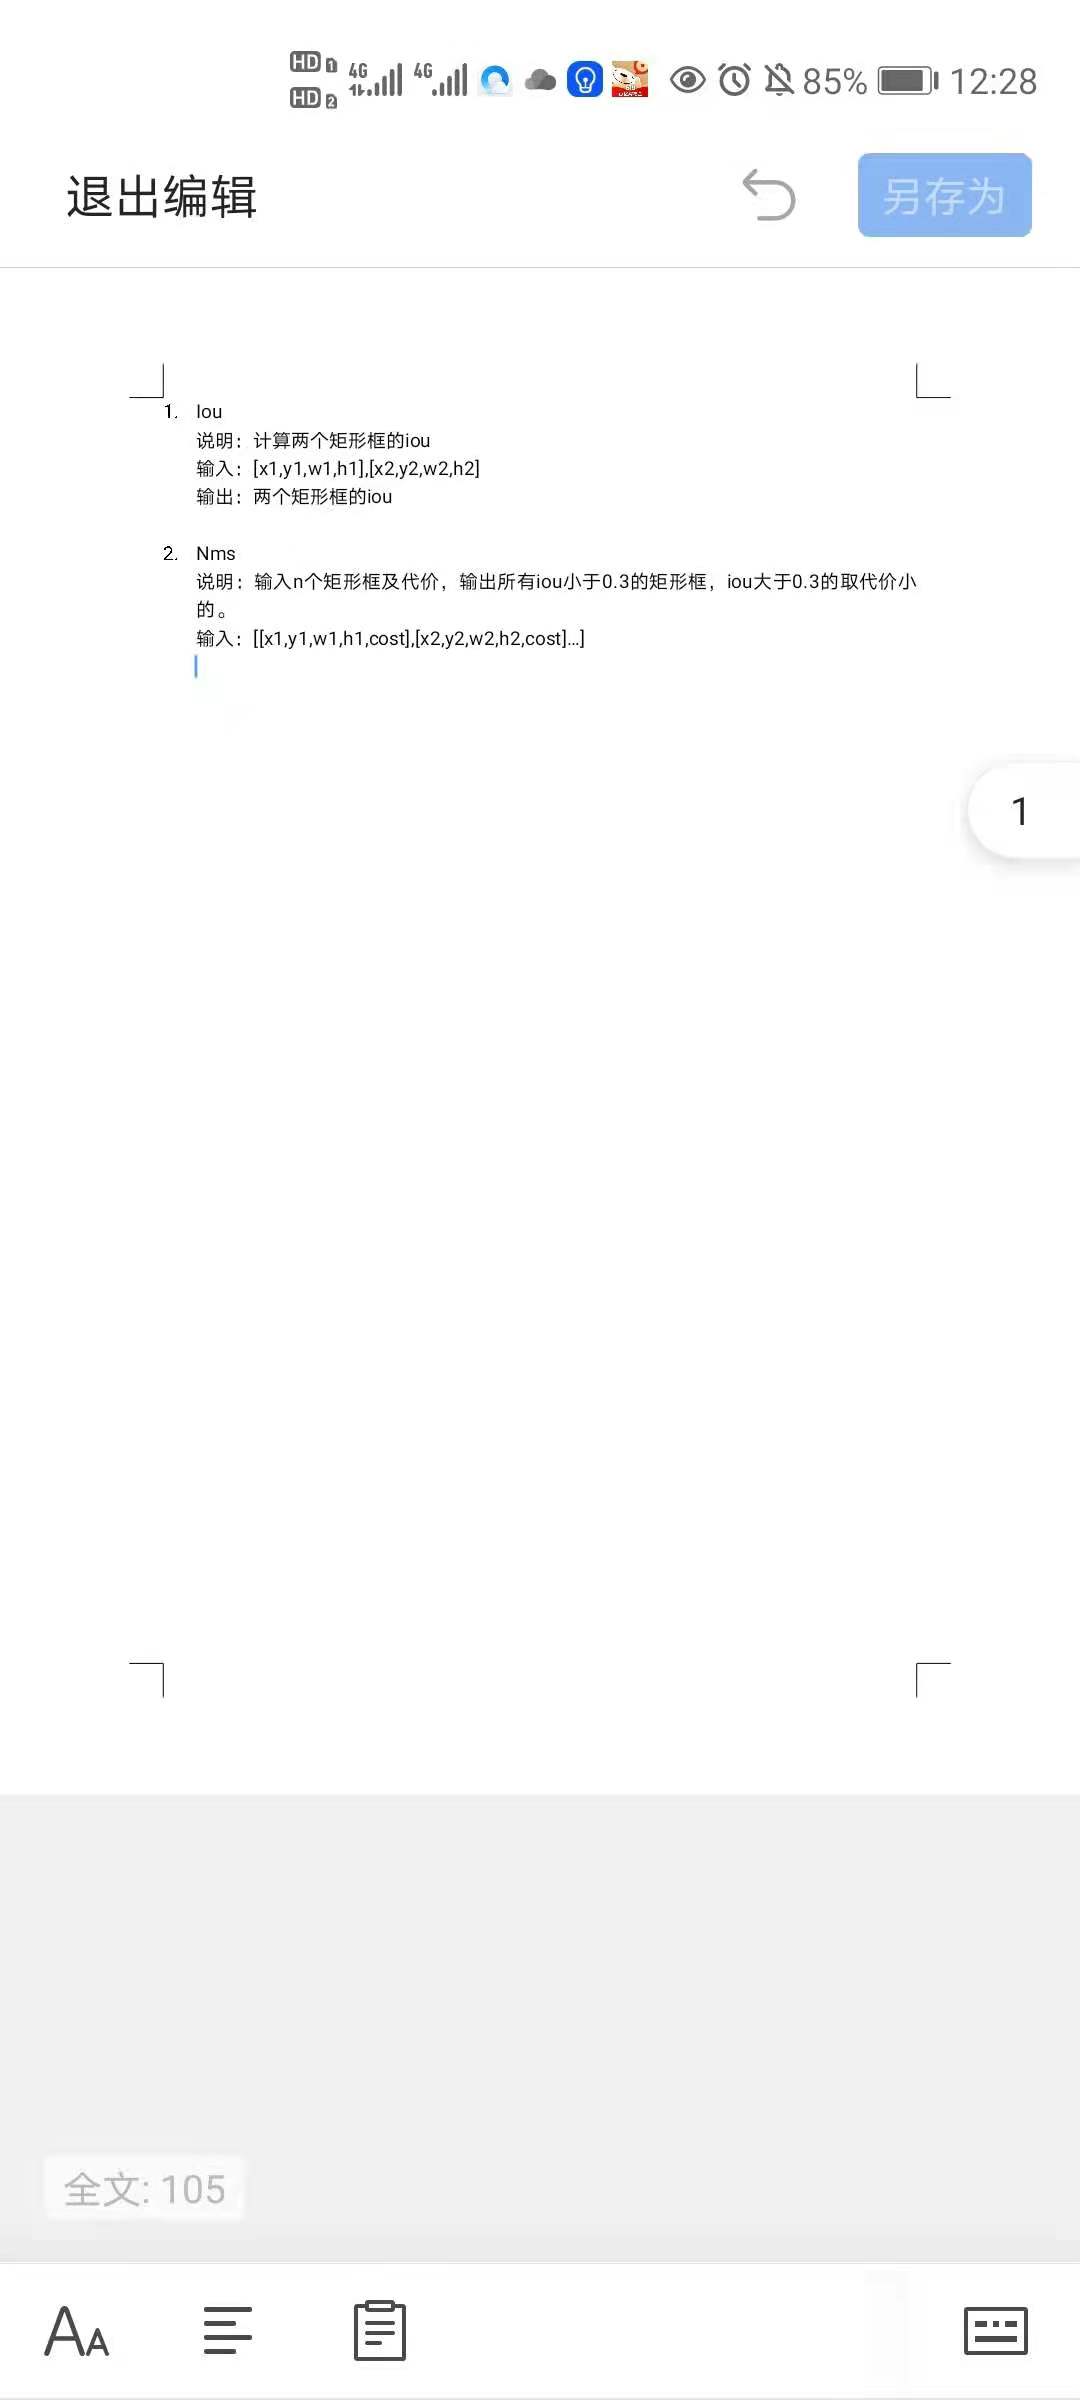 HD 1 4G 4G 85% 12:28
HD 2
退出编辑
另存为
1. Iou
说明：计算两个矩形框的iou
输入：[x1,y1,w1,h1],[x2,y2,w2,h2]
输出：两个矩形框的iou
2. Nms
说明：输入n个矩形框及代价，输出所有iou小于0.3的矩形框，iou大于0.3的取代价小
的。
输入：[[x1,y1,w1,h1,cost],[x2,y2,w2,h2,cost]...]
1
全文: 105
AA